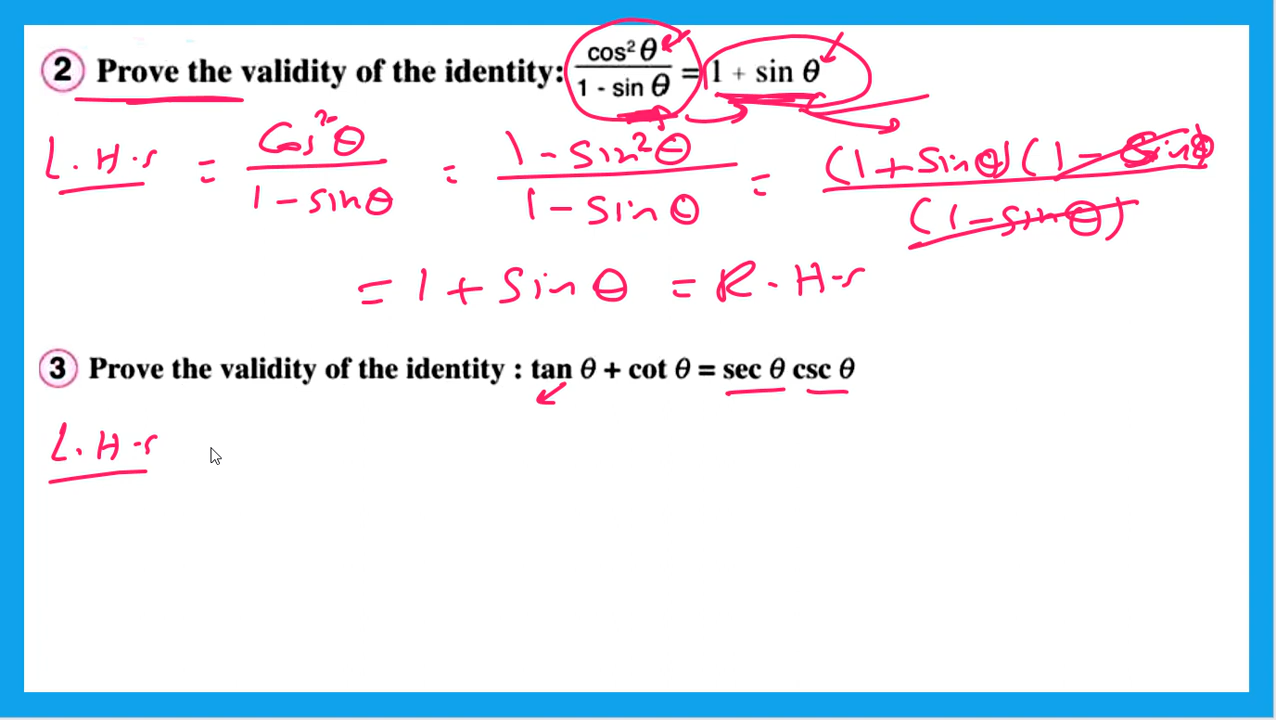 2 Prove the validity of the identity: cos² θ / 1 - sin θ = 1 + sin θ
L.H.S = Cos²θ / 1 - sinθ = 1 - Sin²θ / 1 - Sinθ = (1 + Sinθ)(1 - Sinθ) / (1 - Sinθ)
= 1 + Sinθ = R.H.S
3 Prove the validity of the identity : tan θ + cot θ = sec θ csc θ
L.H.S